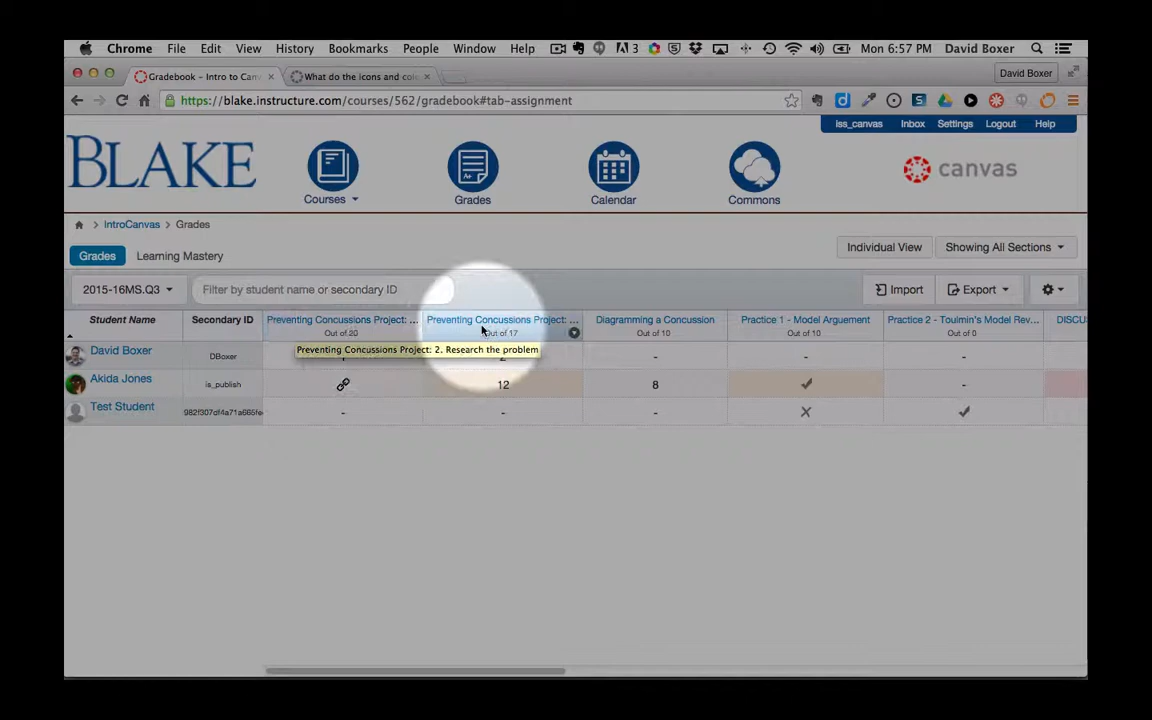 Chrome File Edit View History Bookmarks People Window Help 3 Mon 6:57 PM David Boxer
Gradebook - Intro to Canv × What do the icons and cole × David Boxer
https://blake.instructure.com/courses/562/gradebook#tab-assignment
iss_canvas Inbox Settings Logout Help
BLAKE
canvas
Courses Grades Calendar Commons
IntroCanvas > Grades
Grades Learning Mastery Individual View Showing All Sections
2015-16MS.Q3 Filter by student name or secondary ID Import Export
Student Name Secondary ID Preventing Concussions Project: ... Preventing Concussions Project: ... Diagramming a Concussion Practice 1 - Model Arguement Practice 2 - Toulmin's Model Rev... DISCU
Out of 20 Out of 17 Out of 10 Out of 10 Out of 0
Preventing Concussions Project: 2. Research the problem
David Boxer DBoxer - - -
Akida Jones is_publish 12 8 ✓ -
Test Student - - - X ✓